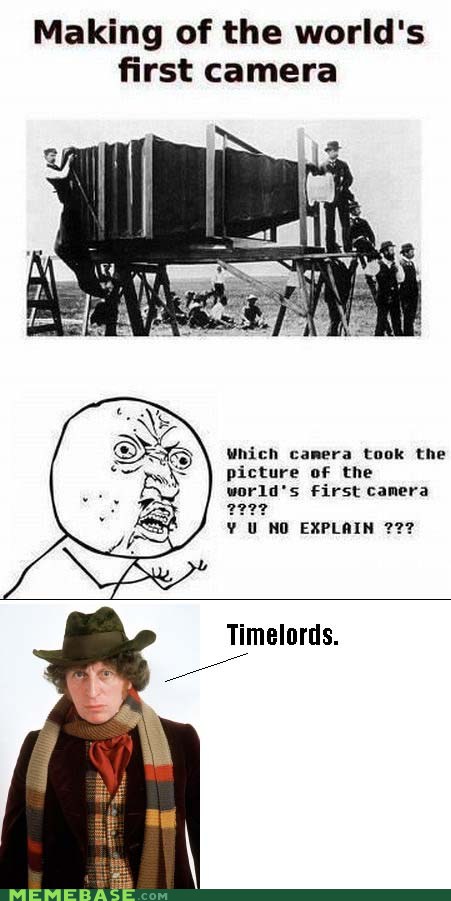 Making of the world's
first camera
Which camera took the
picture of the
world's first camera
????
Y U NO EXPLAIN ???
Timelords.
MEMEBASE.COM